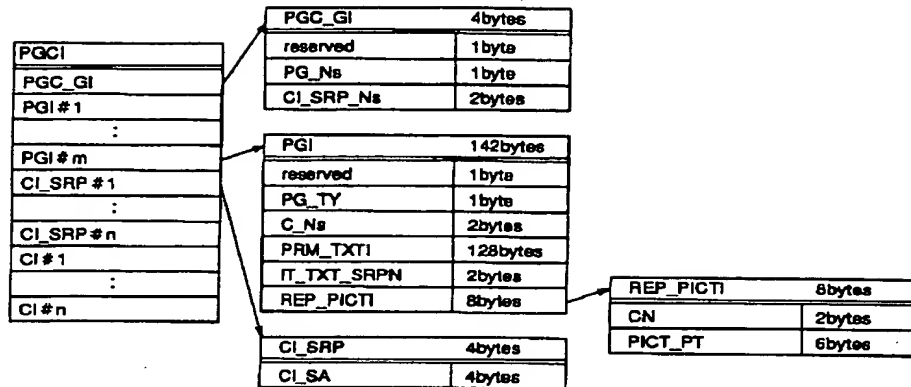 PGCI
PGC_GI
PGI#1
:
PGI#m
CI_SRP#1
:
CI_SRP#n
CI#1
:
CI#n
PGC_GI 4bytes
reserved 1byte
PG_Ns 1byte
CI_SRP_Ns 2bytes
PGI 142bytes
reserved 1byte
PG_TY 1byte
C_Ns 2bytes
PRM_TXTI 128bytes
IT_TXT_SRPN 2bytes
REP_PICTI 8bytes
CI_SRP 4bytes
CI_SA 4bytes
REP_PICTI 8bytes
CN 2bytes
PICT_PT 6bytes